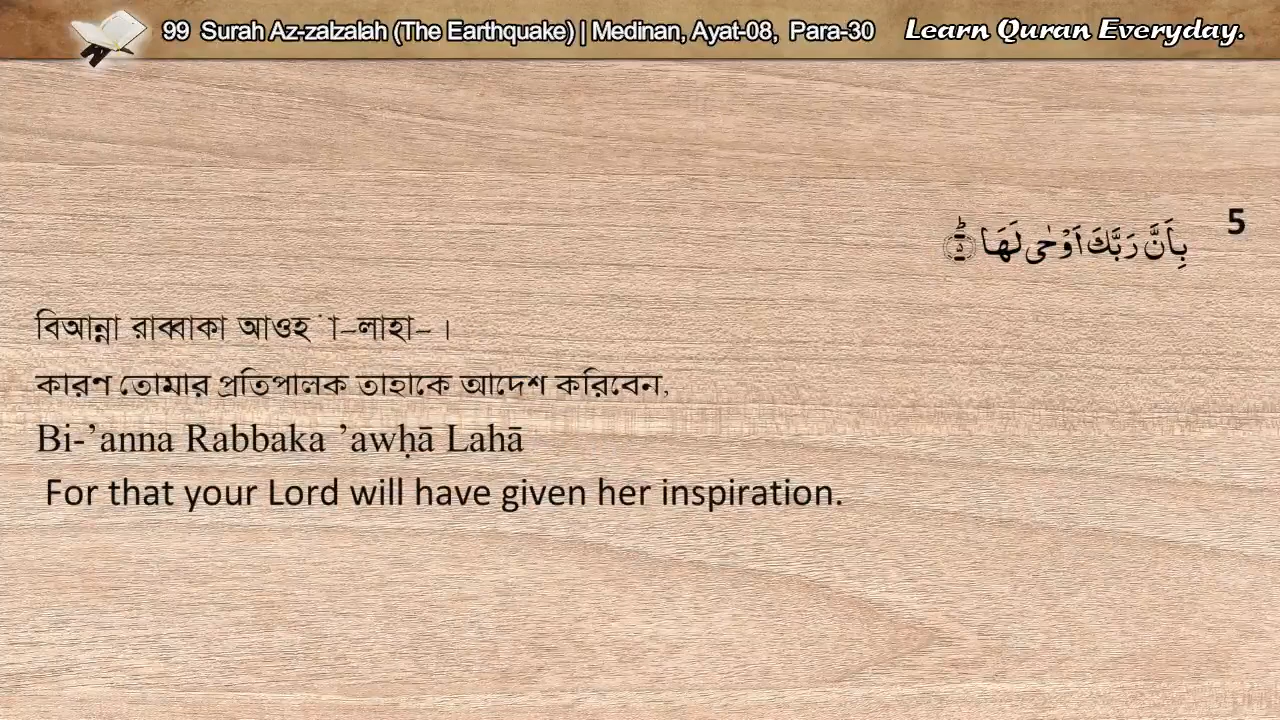 99 Surah Az-zalzalah (The Earthquake) | Medinan, Ayat-08, Para-30 Learn Quran Everyday.
5
بِاَنَّ رَبَّكَ اَوْحٰى لَهَا ؕ‏ ٥
বিআন্না রাব্বাকা আওহ'া-লাহা-।
কারণ তোমার প্রতিপালক তাহাকে আদেশ করিবেন,
Bi-’anna Rabbaka ’awḥā Lahā
For that your Lord will have given her inspiration.